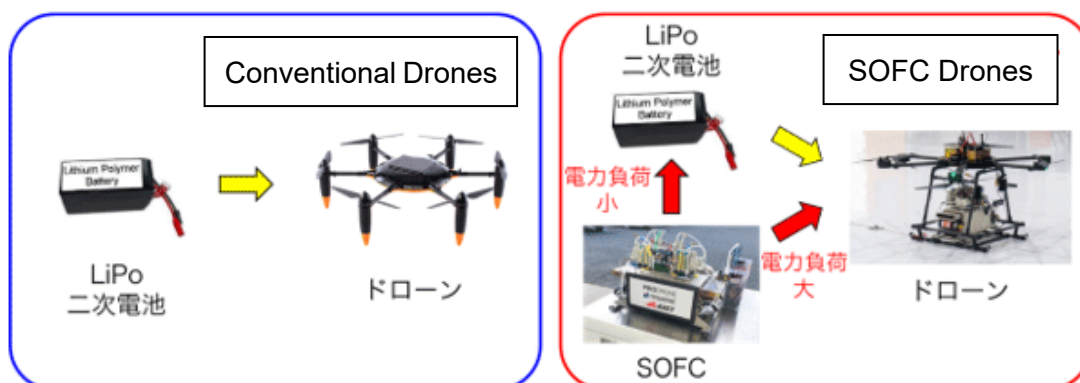 Conventional Drones
Lithium Polymer
Battery
LiPo
二次電池
ドローン
LiPo
二次電池
SOFC Drones
Lithium Polymer
Battery
電力負荷
小
電力負荷
大
SOFC
ドローン